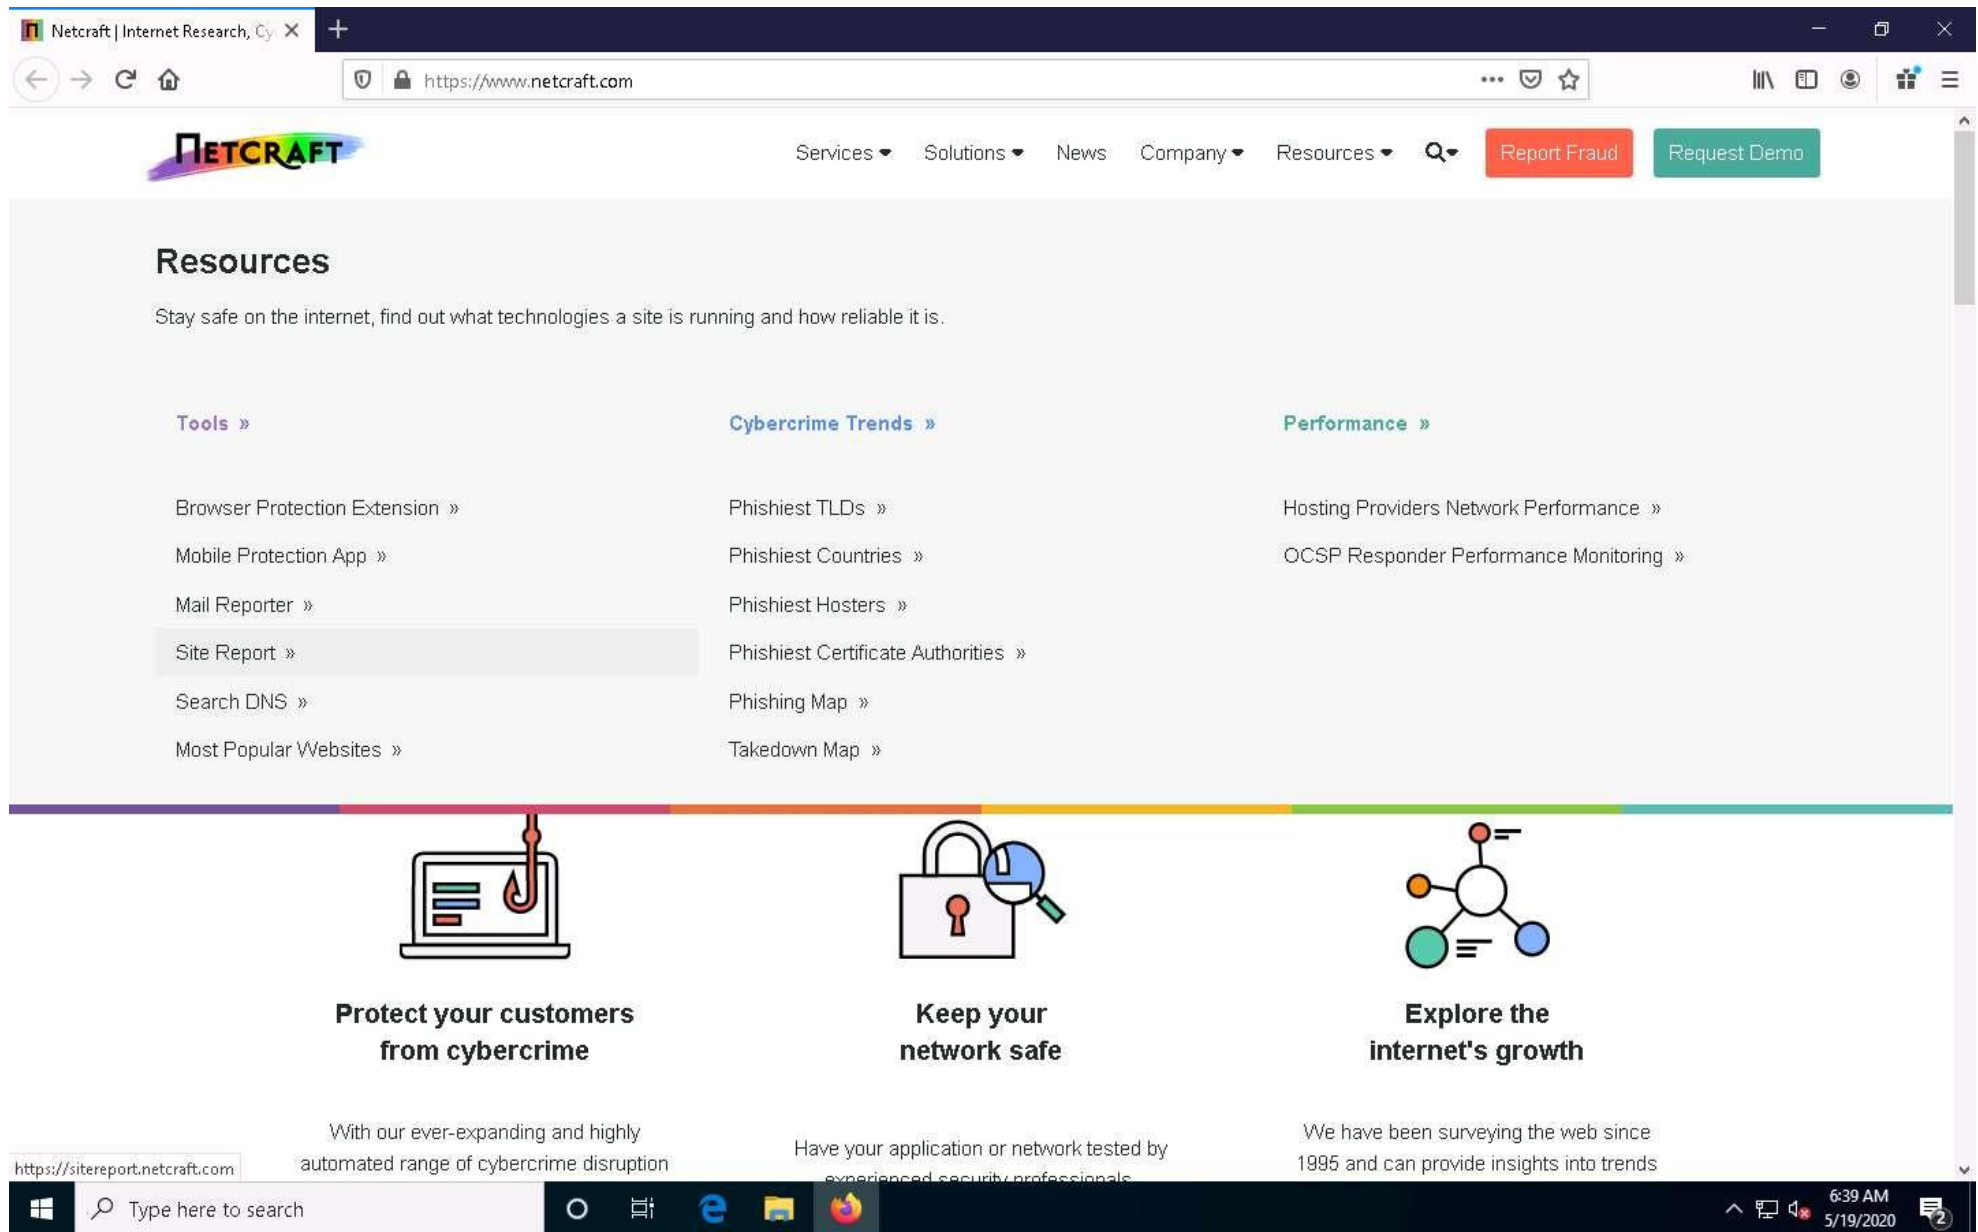 Netcraft | Internet Research, Cy
https://www.netcraft.com
NETCRAFT
Services
Solutions
News
Company
Resources
Report Fraud
Request Demo
Resources
Stay safe on the internet, find out what technologies a site is running and how reliable it is.
Tools »
Browser Protection Extension »
Mobile Protection App »
Mail Reporter »
Site Report »
Search DNS »
Most Popular Websites »
Cybercrime Trends »
Phishiest TLDs »
Phishiest Countries »
Phishiest Hosters »
Phishiest Certificate Authorities »
Phishing Map »
Takedown Map »
Performance »
Hosting Providers Network Performance »
OCSP Responder Performance Monitoring »
Protect your customers
from cybercrime
With our ever-expanding and highly
automated range of cybercrime disruption
Keep your
network safe
Have your application or network tested by
experienced security professionals
Explore the
internet's growth
We have been surveying the web since
1995 and can provide insights into trends
https://sitereport.netcraft.com
Type here to search
6:39 AM
5/19/2020
2